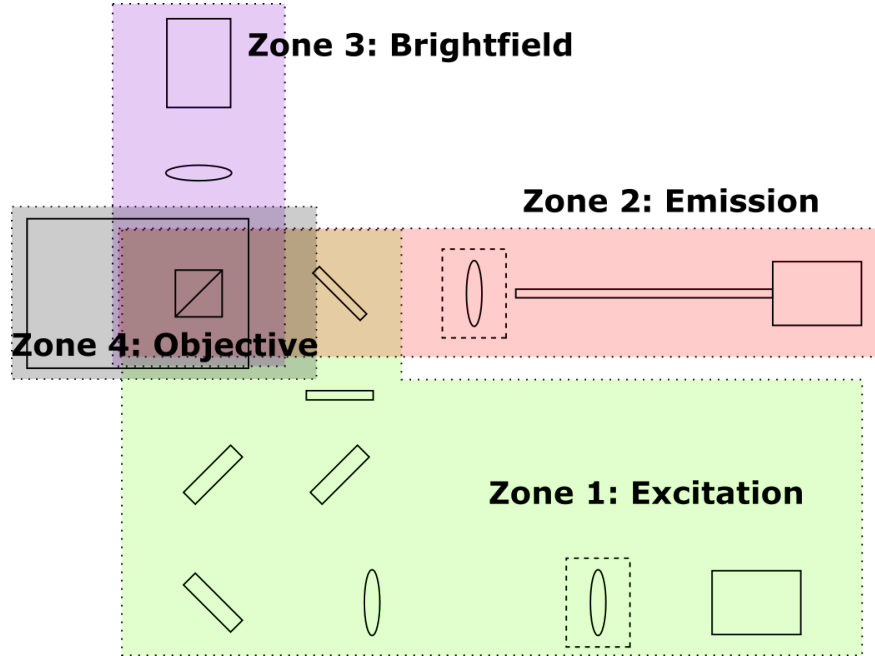 Zone 3: Brightfield
Zone 2: Emission
Zone 4: Objective
Zone 1: Excitation